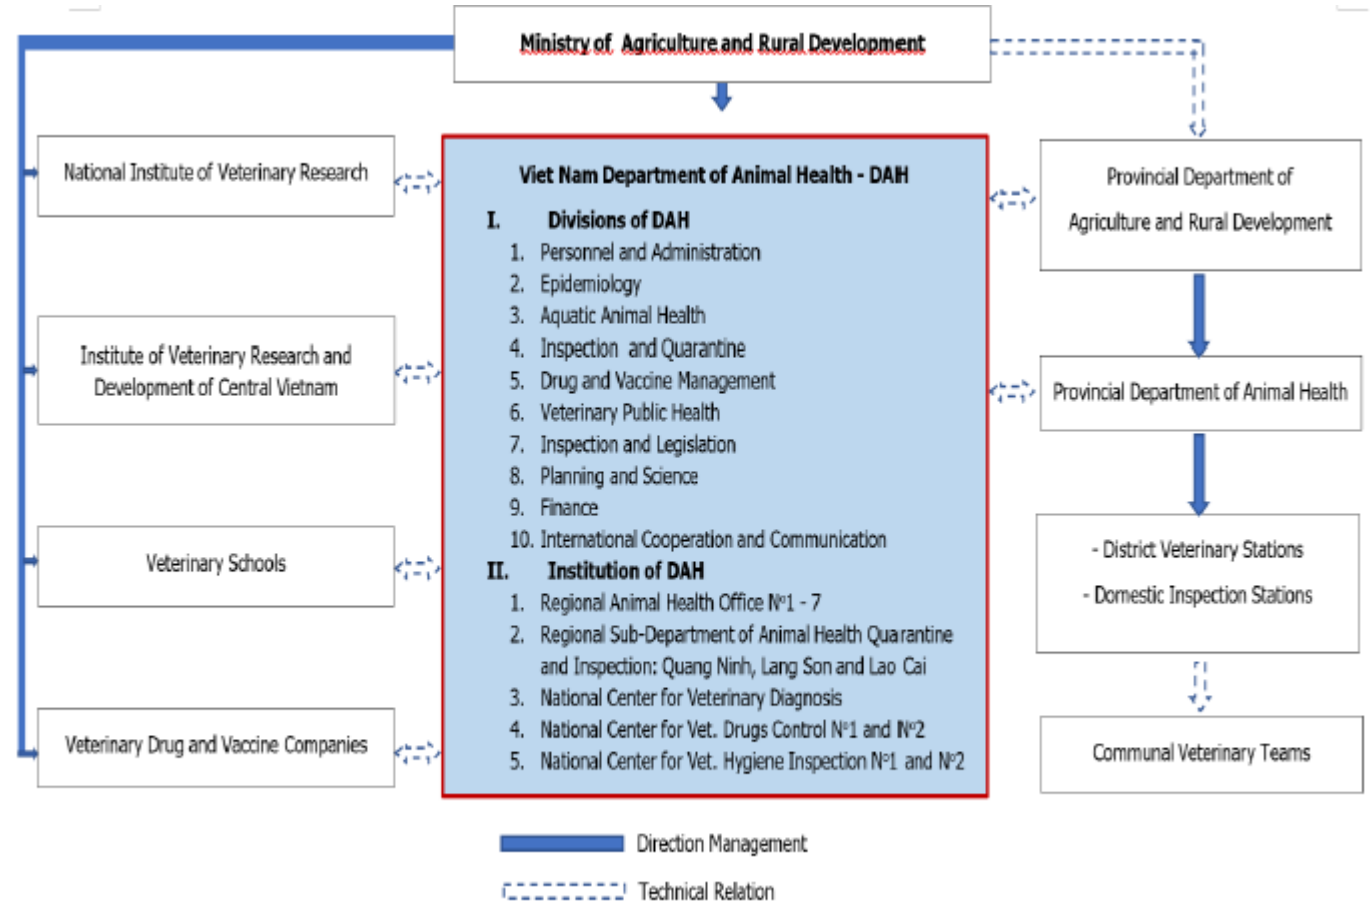 Ministry of Agriculture and Rural Development
National Institute of Veterinary Research
Institute of Veterinary Research and
Development of Central Vietnam
Veterinary Schools
Veterinary Drug and Vaccine Companies
Viet Nam Department of Animal Health - DAH
I. Divisions of DAH
1. Personnel and Administration
2. Epidemiology
3. Aquatic Animal Health
4. Inspection and Quarantine
5. Drug and Vaccine Management
6. Veterinary Public Health
7. Inspection and Legislation
8. Planning and Science
9. Finance
10. International Cooperation and Communication
II. Institution of DAH
1. Regional Animal Health Office Nº1 - 7
2. Regional Sub-Department of Animal Health Quarantine
and Inspection: Quang Ninh, Lang Son and Lao Cai
3. National Center for Veterinary Diagnosis
4. National Center for Vet. Drugs Control Nº1 and Nº2
5. National Center for Vet. Hygiene Inspection Nº1 and Nº2
Provincial Department of
Agriculture and Rural Development
Provincial Department of Animal Health
- District Veterinary Stations
- Domestic Inspection Stations
Communal Veterinary Teams
Direction Management
Technical Relation